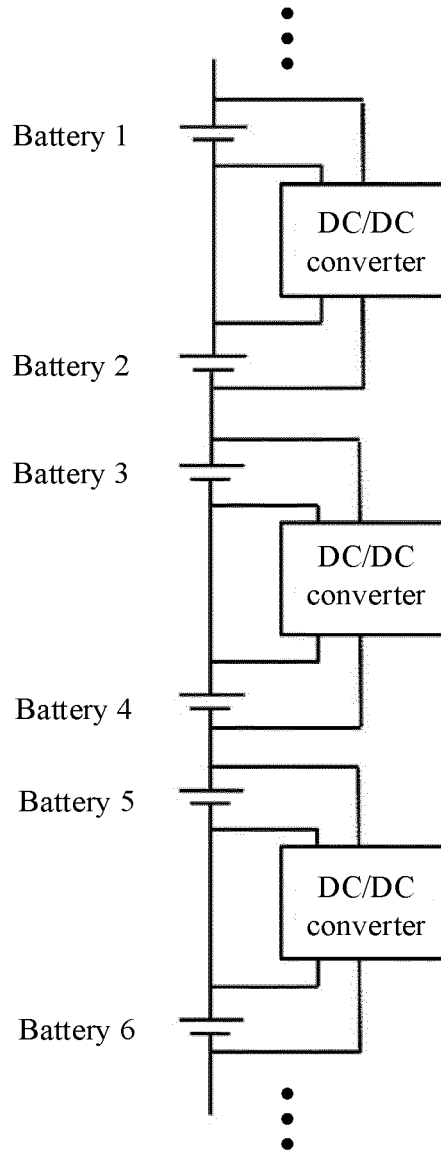 Battery 1
DC/DC
converter
Battery 2
Battery 3
DC/DC
converter
Battery 4
Battery 5
DC/DC
converter
Battery 6